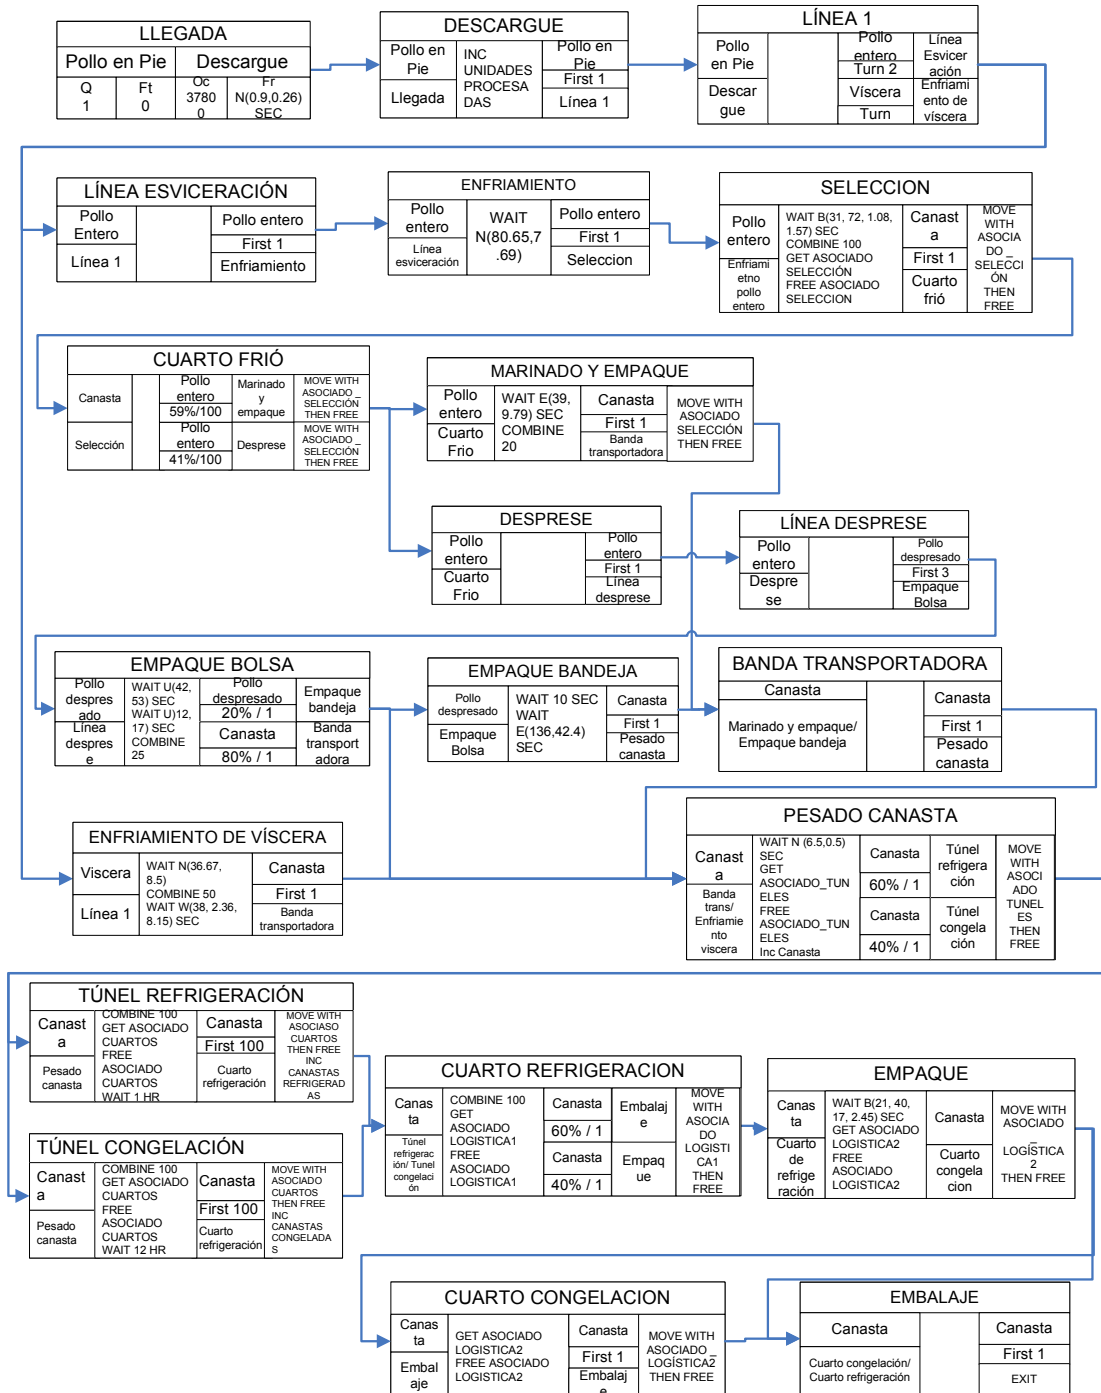 LLEGADA
Pollo en Pie
Descargue
Q
1
Ft
0
Oc
3780
0
Fr
N(0.9,0.26)
SEC
DESCARGUE
Pollo en
Pie
Llegada
INC
UNIDADES
PROCESA
DAS
Pollo en
Pie
First 1
Línea 1
LÍNEA 1
Pollo
en Pie
Descar
gue
Pollo
entero
Turn 2
Víscera
Turn
Línea
Esvicer
ación
Enfriami
ento de
víscera
LÍNEA ESVICERACIÓN
Pollo
Entero
Línea 1
Pollo entero
First 1
Enfriamiento
ENFRIAMIENTO
Pollo
entero
Línea
esviceración
WAIT
N(80.65,7
.69)
Pollo entero
First 1
Seleccion
SELECCION
Pollo
entero
Enfriami
etno
pollo
entero
WAIT B(31, 72, 1.08,
1.57) SEC
COMBINE 100
GET ASOCIADO
SELECCIÓN
FREE ASOCIADO
SELECCION
Canast
a
First 1
Cuarto
frió
MOVE
WITH
ASOCIA
DO _
SELECCI
ÓN
THEN
FREE
CUARTO FRIÓ
Canasta
Selección
Pollo
entero
59%/100
Pollo
entero
41%/100
Marinado
y
empaque
Desprese
MOVE WITH
ASOCIADO _
SELECCIÓN
THEN FREE
MOVE WITH
ASOCIADO _
SELECCIÓN
THEN FREE
MARINADO Y EMPAQUE
Pollo
entero
Cuarto
Frio
WAIT E(39,
9.79) SEC
COMBINE
20
Canasta
First 1
Banda
transportadora
MOVE WITH
ASOCIADO
SELECCIÓN
THEN FREE
DESPRESE
Pollo
entero
Cuarto
Frio
Pollo
entero
First 1
Línea
desprese
LÍNEA DESPRESE
Pollo
entero
Despre
se
Pollo
despresado
First 3
Empaque
Bolsa
EMPAQUE BOLSA
Pollo
despres
ado
Línea
despres
e
WAIT U(42,
53) SEC
WAIT U)12,
17) SEC
COMBINE
25
Pollo
despresado
20% / 1
Canasta
80% / 1
Empaque
bandeja
Banda
transport
adora
EMPAQUE BANDEJA
Pollo
despresado
Empaque
Bolsa
WAIT 10 SEC
WAIT
E(136,42.4)
SEC
Canasta
First 1
Pesado
canasta
BANDA TRANSPORTADORA
Canasta
Marinado y empaque/
Empaque bandeja
Canasta
First 1
Pesado
canasta
ENFRIAMIENTO DE VÍSCERA
Viscera
Línea 1
WAIT N(36.67,
8.5)
COMBINE 50
WAIT W(38, 2.36,
8.15) SEC
Canasta
First 1
Banda
transportadora
PESADO CANASTA
Canast
a
Banda
trans/
Enfriamie
nto
viscera
WAIT N (6.5,0.5)
SEC
GET
ASOCIADO_TUN
ELES
FREE
ASOCIADO_TUN
ELES
Inc Canasta
Canasta
60% / 1
Canasta
40% / 1
Túnel
refrigera
ción
Túnel
congela
ción
MOVE
WITH
ASOCI
ADO
TUNEL
ES
THEN
FREE
TÚNEL REFRIGERACIÓN
Canast
a
Pesado
canasta
COMBINE 100
GET ASOCIADO
CUARTOS
FREE
ASOCIADO
CUARTOS
WAIT 1 HR
Canasta
First 100
Cuarto
refrigeración
MOVE WITH
ASOCIASO
CUARTOS
THEN FREE
INC
CANASTAS
REFRIGERAD
AS
TÚNEL CONGELACIÓN
Canast
a
Pesado
canasta
COMBINE 100
GET ASOCIADO
CUARTOS
FREE
ASOCIADO
CUARTOS
WAIT 12 HR
Canasta
First 100
Cuarto
refrigeración
MOVE WITH
ASOCIADO
CUARTOS
THEN FREE
INC
CANASTAS
CONGELADA
S
CUARTO REFRIGERACION
Canas
ta
Túnel
refrigerac
ión/ Tunel
congelaci
ón
COMBINE 100
GET
ASOCIADO
LOGISTICA1
FREE
ASOCIADO
LOGISTICA1
Canasta
60% / 1
Canasta
40% / 1
Embalaj
e
Empaq
ue
MOVE
WITH
ASOCIA
DO
LOGISTI
CA1
THEN
FREE
EMPAQUE
Canas
ta
Cuarto
de
refrige
ración
WAIT B(21, 40,
17, 2.45) SEC
GET ASOCIADO
LOGISTICA2
FREE
ASOCIADO
LOGISTICA2
Canasta
Cuarto
congela
cion
MOVE WITH
ASOCIADO
_
LOGÍSTICA
2
THEN FREE
CUARTO CONGELACION
Canas
ta
Embal
aje
GET ASOCIADO
LOGISTICA2
FREE ASOCIADO
LOGISTICA2
Canasta
First 1
Embalaj
e
MOVE WITH
ASOCIADO _
LOGÍSTICA2
THEN FREE
EMBALAJE
Canasta
Cuarto congelación/
Cuarto refrigeración
Canasta
First 1
EXIT